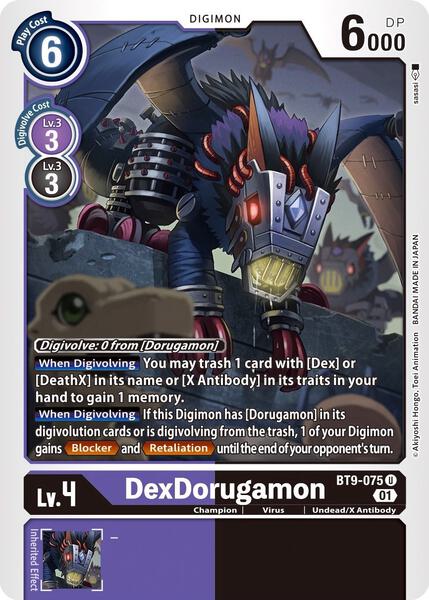 DIGIMON
Play Cost
6
6000 DP
Digivolve Cost
Lv.3
3
Lv.3
3
sasasi
© Akiyoshi Hongo, Toei Animation BANDAI MADE IN JAPAN
[Digivolve: 0 from [Dorugamon]]
When Digivolving You may trash 1 card with [Dex] or
[DeathX] in its name or [X Antibody] in its traits in your
hand to gain 1 memory.
When Digivolving If this Digimon has [Dorugamon] in its
digivolution cards or is digivolving from the trash, 1 of your Digimon
gains Blocker and Retaliation until the end of your opponent's turn.
BT9-075 U
Lv.4 DexDorugamon 01
Champion | Virus | Undead/X Antibody
Inherited Effect
–